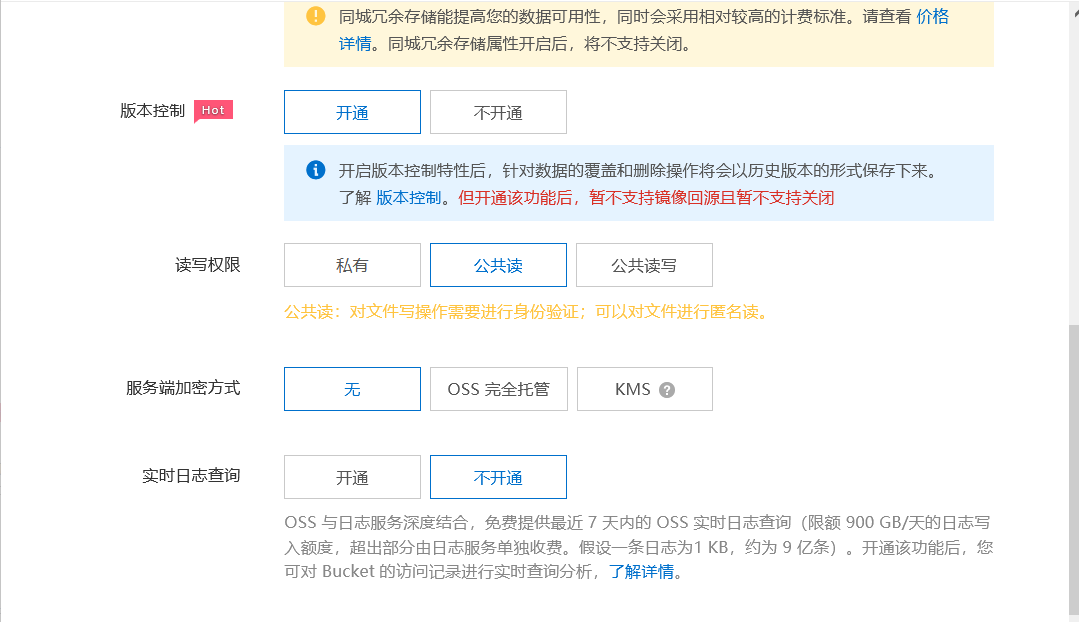 同城冗余存储能提高您的数据可用性，同时会采用相对较高的计费标准。请查看 价格
详情。同城冗余存储属性开启后，将不支持关闭。
版本控制 Hot 开通 不开通
开启版本控制特性后，针对数据的覆盖和删除操作将会以历史版本的形式保存下来。
了解 版本控制。但开通该功能后，暂不支持镜像回源且暂不支持关闭
读写权限 私有 公共读 公共读写
公共读：对文件写操作需要进行身份验证；可以对文件进行匿名读。
服务端加密方式 无 OSS 完全托管 KMS ?
实时日志查询 开通 不开通
OSS 与日志服务深度结合，免费提供最近 7 天内的 OSS 实时日志查询（限额 900 GB/天的日志写
入额度，超出部分由日志服务单独收费。假设一条日志为1 KB，约为 9 亿条）。开通该功能后，您
可对 Bucket 的访问记录进行实时查询分析，了解详情。